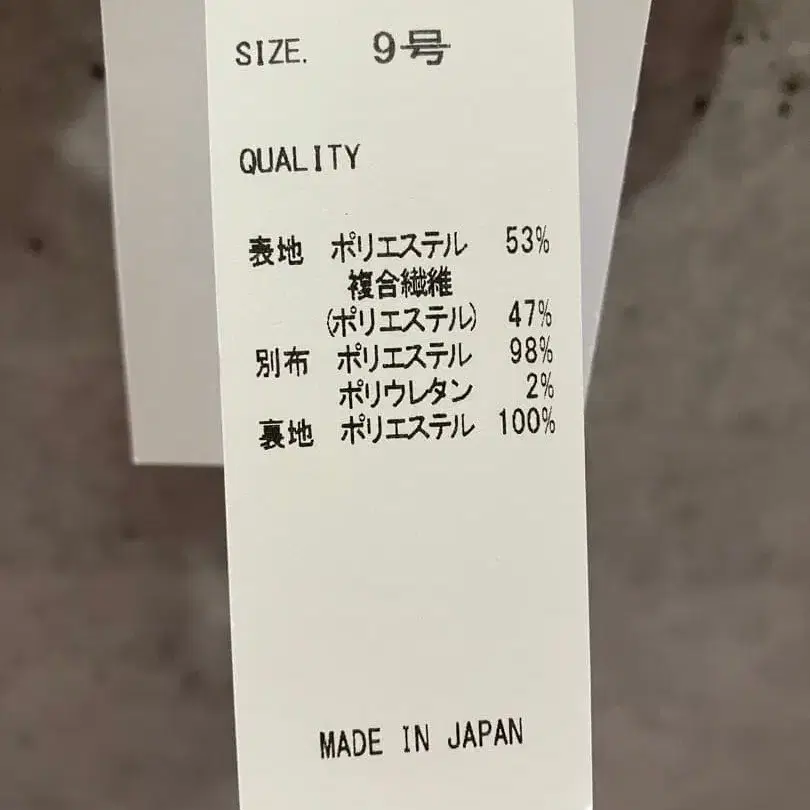 SIZE. 9号
QUALITY
表地 ポリエステル 53%
複合繊維
(ポリエステル) 47%
別布 ポリエステル 98%
ポリウレタン 2%
裏地 ポリエステル 100%
MADE IN JAPAN